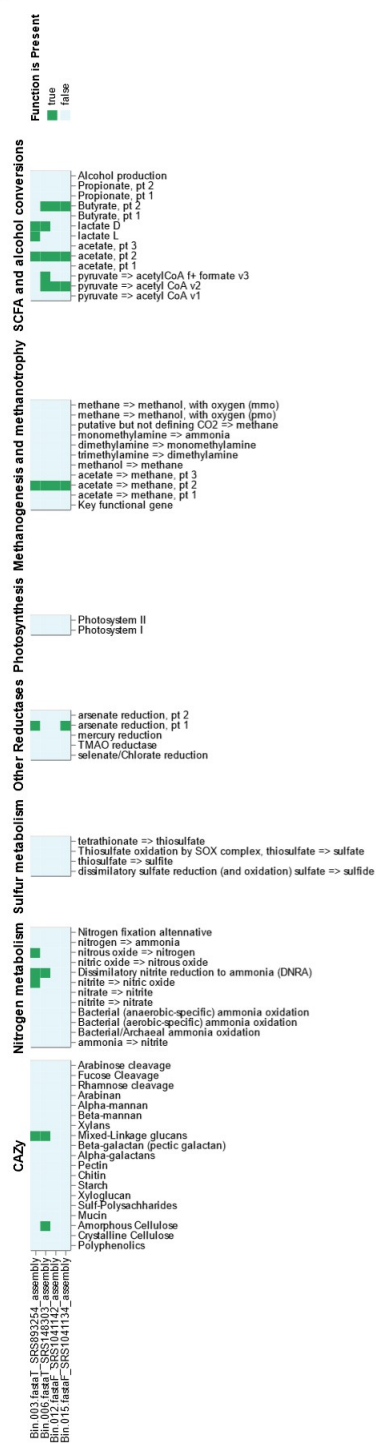 Function is Present
true
false
SCFA and alcohol conversions
Alcohol production
Propionate, pt 2
Propionate, pt 1
Butyrate, pt 2
Butyrate, pt 1
lactate D
lactate L
acetate, pt 3
acetate, pt 2
acetate, pt 1
pyruvate => acetylCoA f+ formate v3
pyruvate => acetyl CoA v2
pyruvate => acetyl CoA v1
Methanogenesis and methanotrophy
methane => methanol, with oxygen (mmo)
methane => methanol, with oxygen (pmo)
putative but not defining CO2 => methane
monomethylamine => ammonia
dimethylamine => monomethylamine
trimethylamine => dimethylamine
methanol => methane
acetate => methane, pt 3
acetate => methane, pt 2
acetate => methane, pt 1
Key functional gene
Photosynthesis
Photosystem II
Photosystem I
Other Reductases
arsenate reduction, pt 2
arsenate reduction, pt 1
mercury reduction
TMAO reductase
selenate/Chlorate reduction
Sulfur metabolism
tetrathionate => thiosulfate
Thiosulfate oxidation by SOX complex, thiosulfate => sulfate
thiosulfate => sulfite
dissimilatory sulfate reduction (and oxidation) sulfate => sulfide
Nitrogen metabolism
Nitrogen fixation altennative
nitrogen => ammonia
nitrous oxide => nitrogen
nitric oxide => nitrous oxide
Dissimilatory nitrite reduction to ammonia (DNRA)
nitrite => nitric oxide
nitrate => nitrite
nitrite => nitrate
Bacterial (anaerobic-specific) ammonia oxidation
Bacterial (aerobic-specific) ammonia oxidation
Bacterial/Archaeal ammonia oxidation
ammonia => nitrite
CAZy
Arabinose cleavage
Fucose Cleavage
Rhamnose cleavage
Arabinan
Alpha-mannan
Beta-mannan
Xylans
Mixed-Linkage glucans
Beta-galactan (pectic galactan)
Alpha-galactans
Pectin
Chitin
Starch
Xyloglucan
Sulf-Polysachharides
Mucin
Amorphous Cellulose
Crystalline Cellulose
Polyphenolics
Bin.003.fastaT_SRS893254_assembly
Bin.006.fastaT_SRS148303_assembly
Bin.012.fastaF_SRS1041142_assembly
Bin.015.fastaF_SRS1041134_assembly